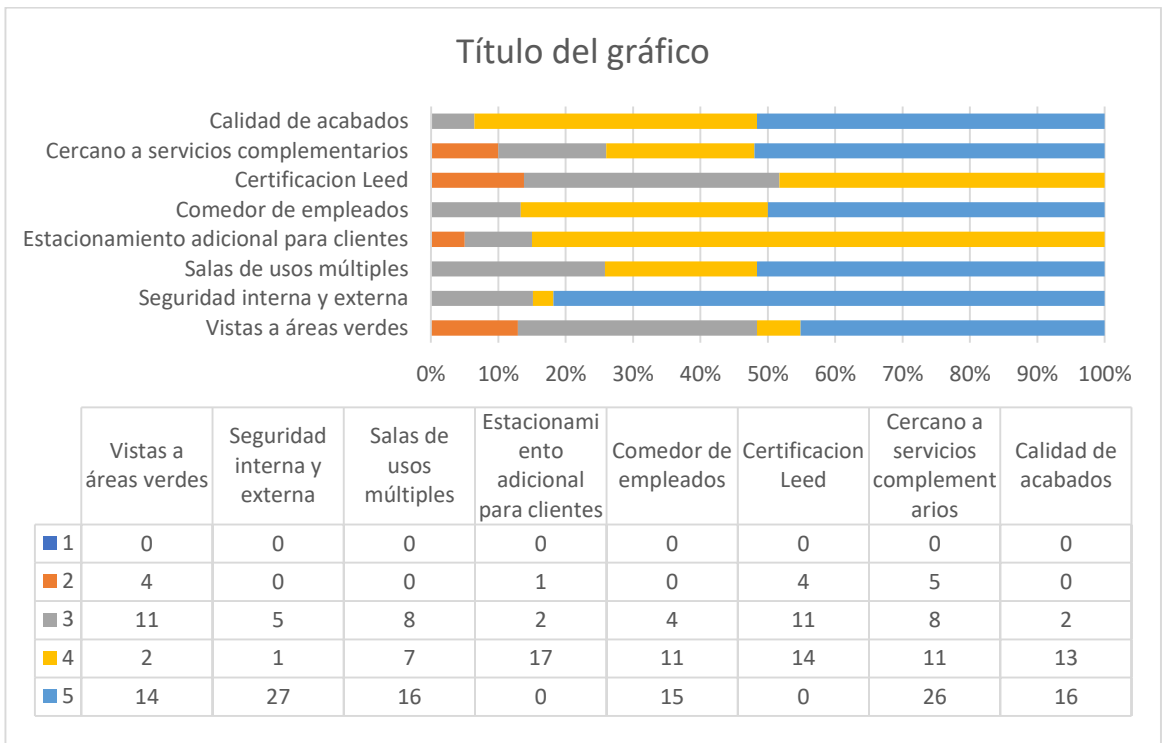 Título del gráfico
Calidad de acabados
Cercano a servicios complementarios
Certificacion Leed
Comedor de empleados
Estacionamiento adicional para clientes
Salas de usos múltiples
Seguridad interna y externa
Vistas a áreas verdes
0% 10% 20% 30% 40% 50% 60% 70% 80% 90% 100%
Vistas a
áreas verdes
Seguridad
interna y
externa
Salas de
usos
múltiples
Estacionami
ento
adicional
para clientes
Comedor de
empleados
Certificacion
Leed
Cercano a
servicios
complement
arios
Calidad de
acabados
1 0 0 0 0 0 0 0 0
2 4 0 0 1 0 4 5 0
3 11 5 8 2 4 11 8 2
4 2 1 7 17 11 14 11 13
5 14 27 16 0 15 0 26 16